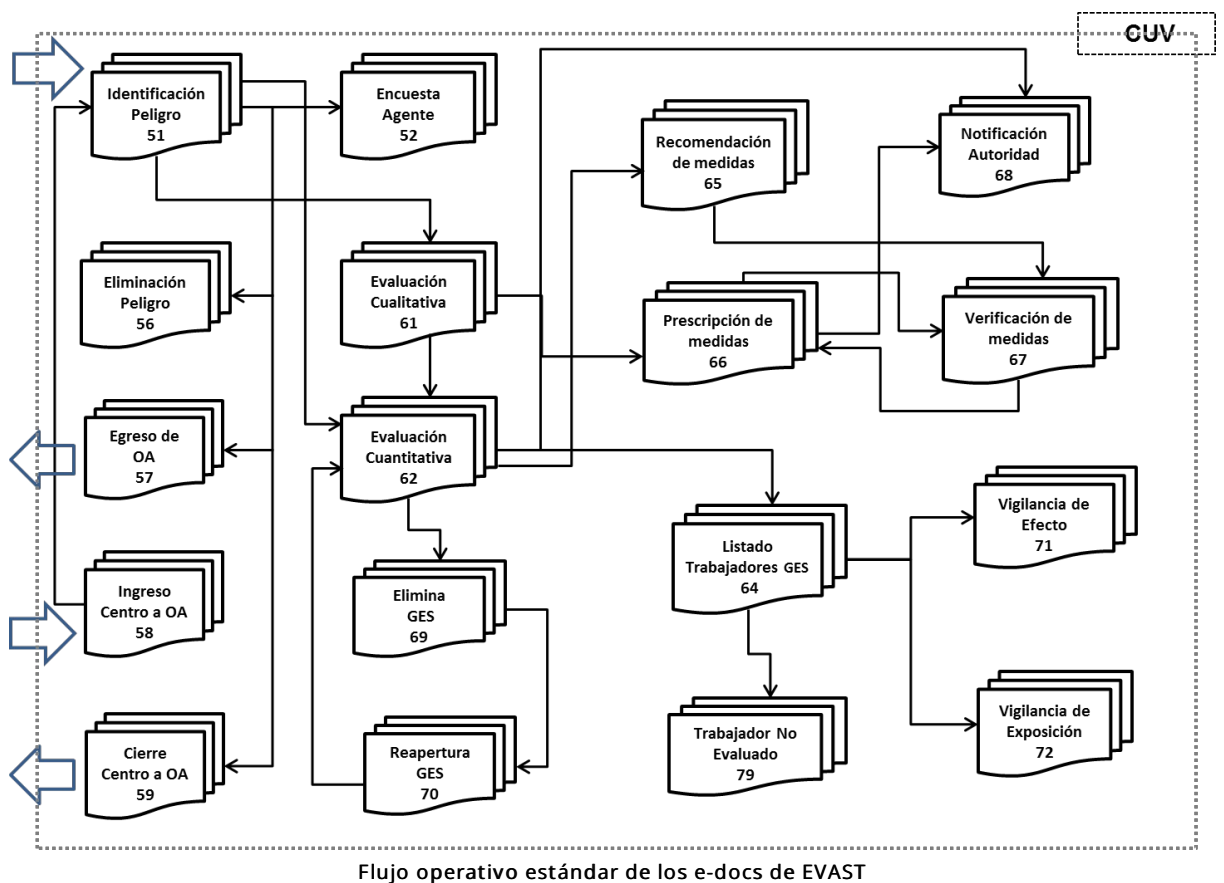 CUV
Identificación
Peligro
51
Encuesta
Agente
52
Recomendación
de medidas
65
Notificación
Autoridad
68
Eliminación
Peligro
56
Evaluación
Cualitativa
61
Prescripción de
medidas
66
Verificación de
medidas
67
Egreso de
OA
57
Evaluación
Cuantitativa
62
Vigilancia de
Efecto
71
Ingreso
Centro a OA
58
Elimina
GES
69
Listado
Trabajadores GES
64
Cierre
Centro a OA
59
Reapertura
GES
70
Trabajador No
Evaluado
79
Vigilancia de
Exposición
72
Flujo operativo estándar de los e-docs de EVAST